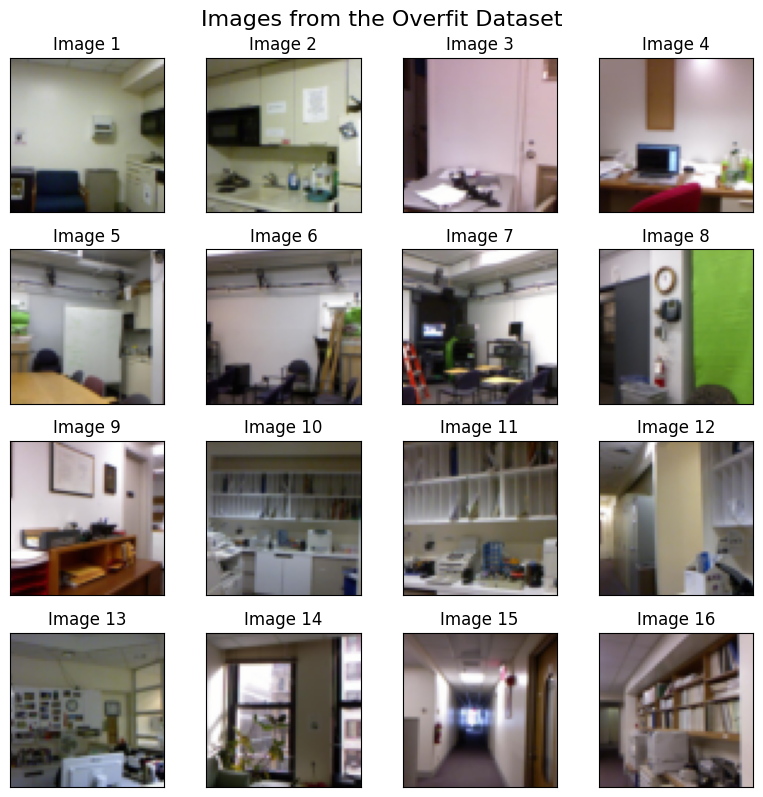 Images from the Overfit Dataset
Image 1
Image 2
Image 3
Image 4
Image 5
Image 6
Image 7
Image 8
Image 9
Image 10
Image 11
Image 12
Image 13
Image 14
Image 15
Image 16